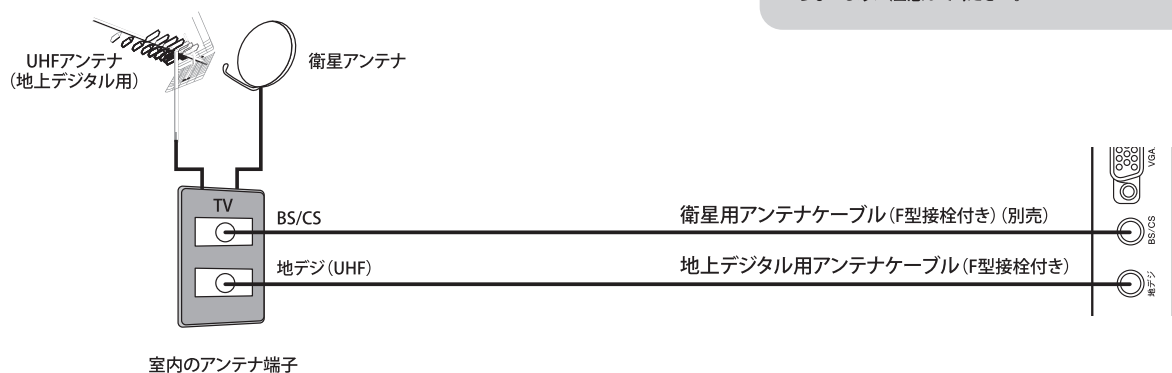 UHFアンテナ
(地上デジタル用)
衛星アンテナ
VGA
TV
BS/CS
衛星用アンテナケーブル(F型接栓付き)(別売)
BS/CS
地デジ(UHF)
地上デジタル用アンテナケーブル(F型接栓付き)
地デジ
室内のアンテナ端子